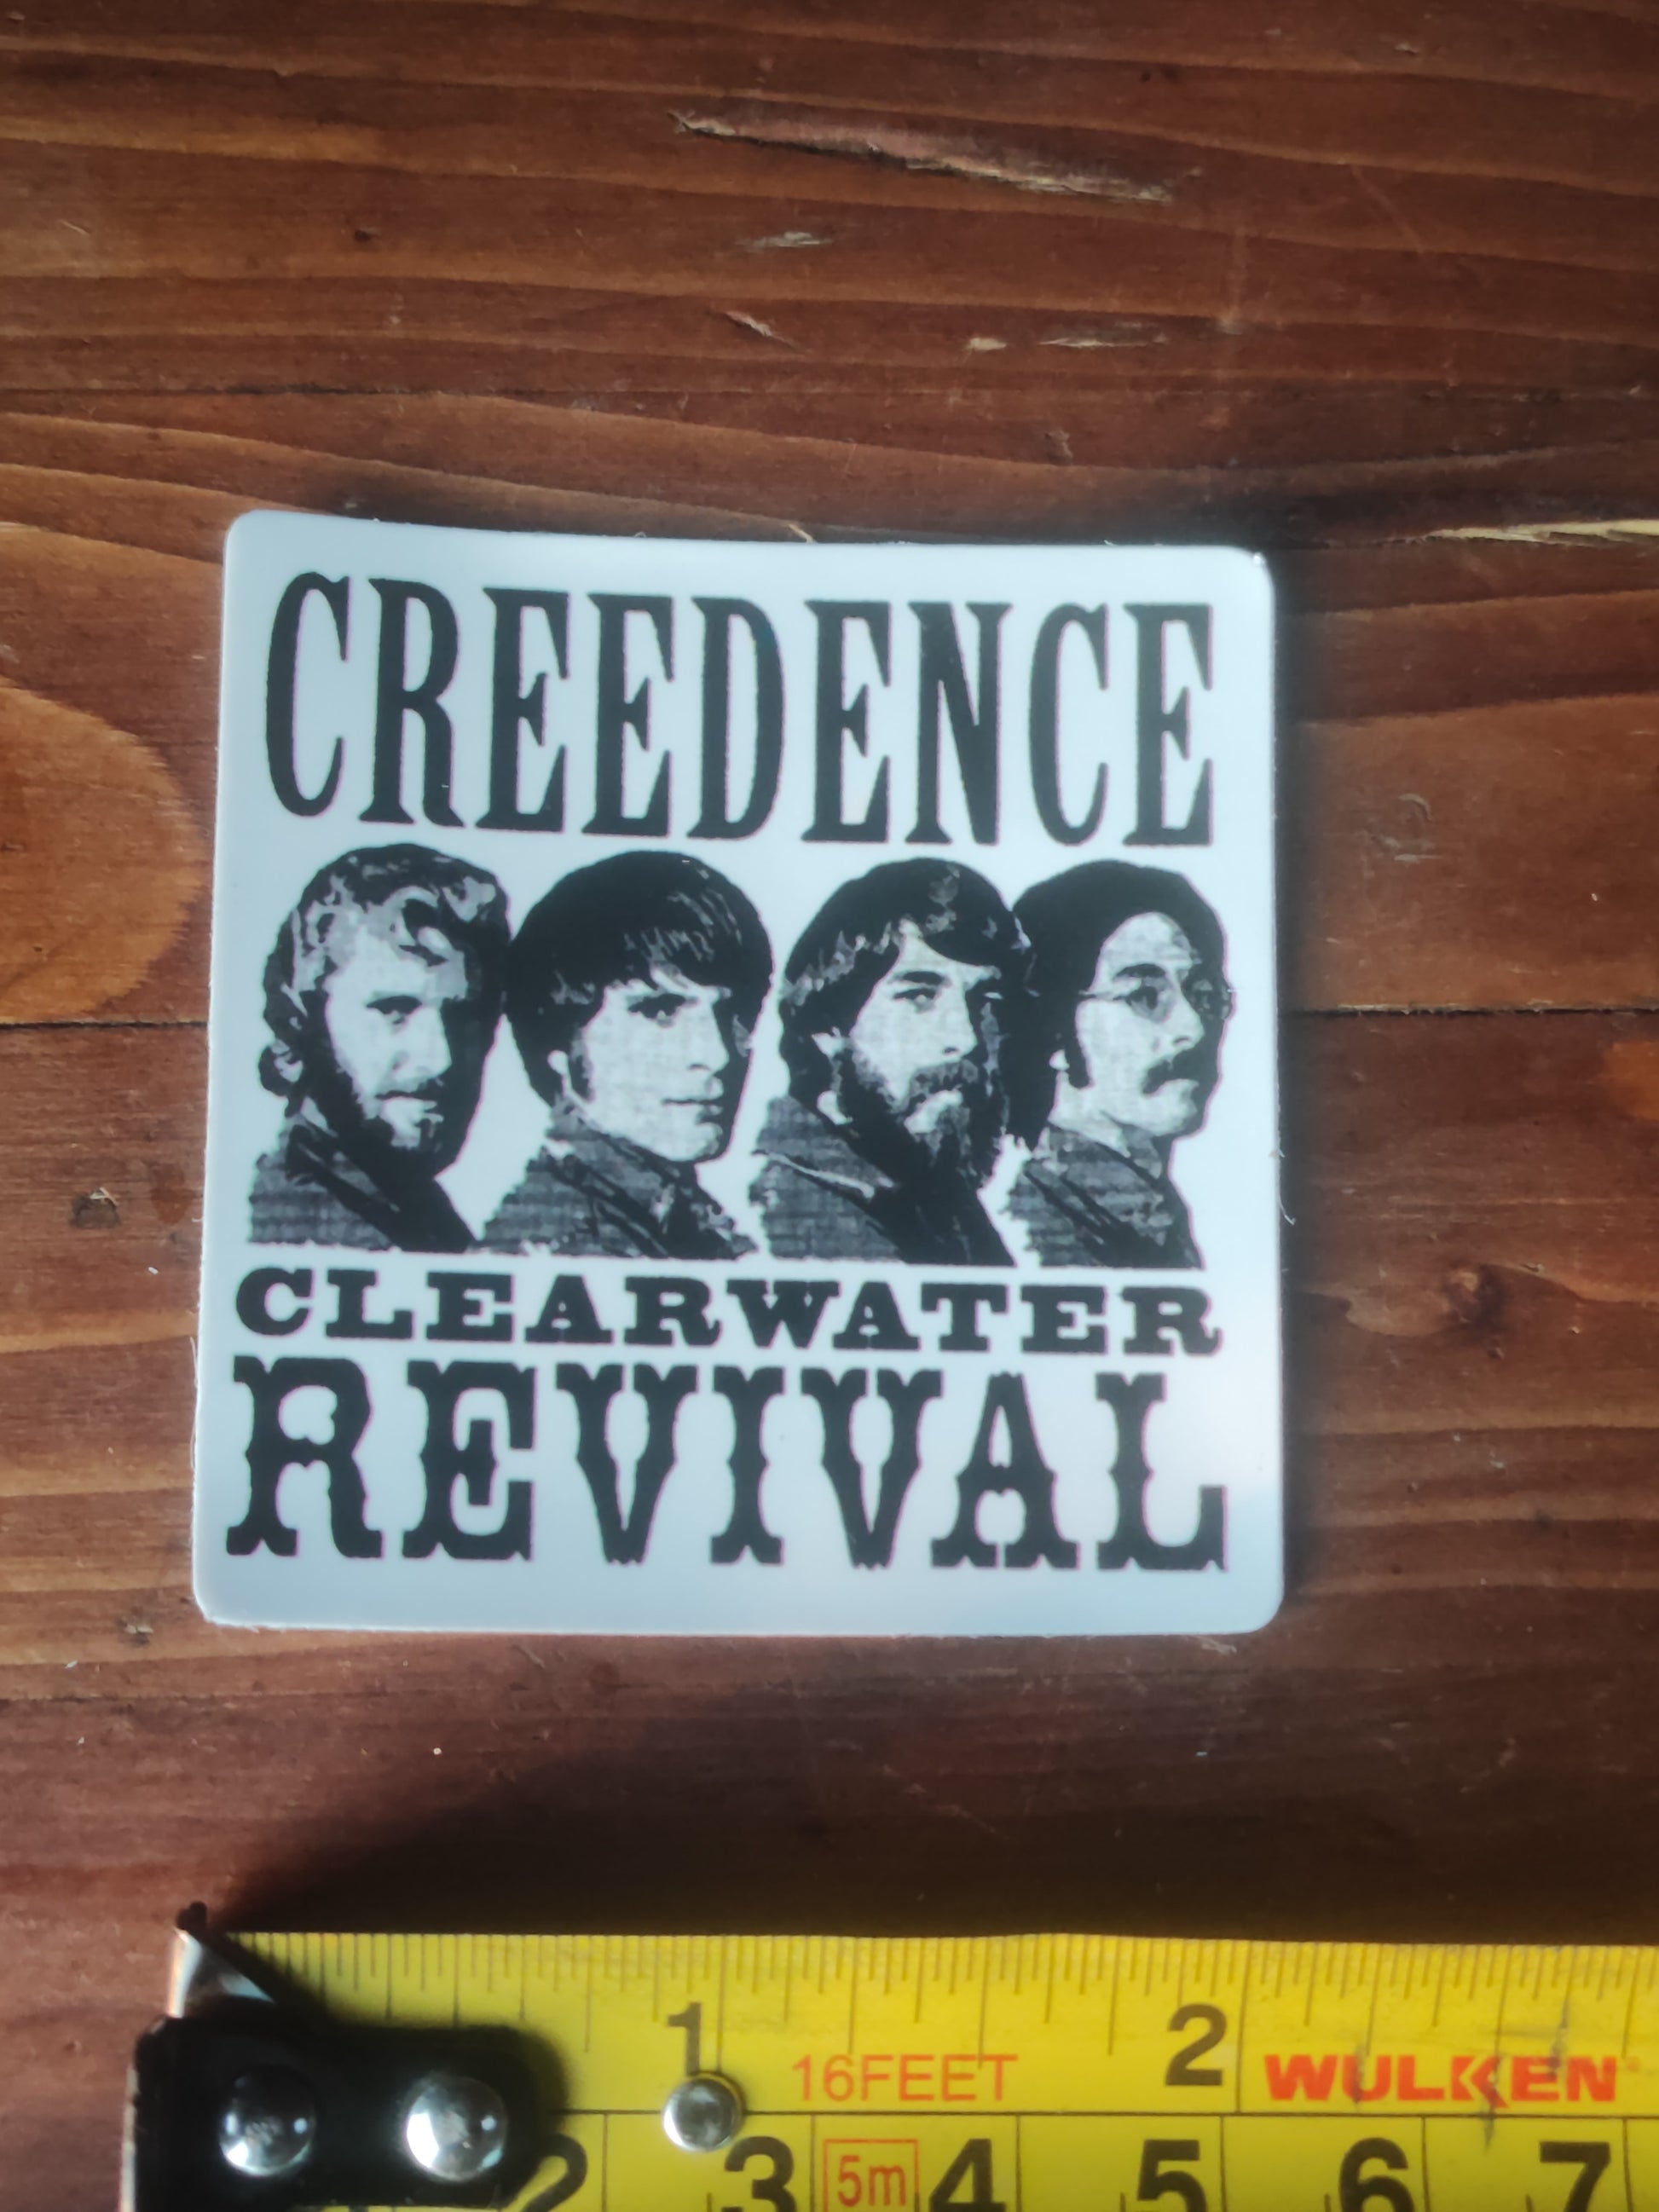 CREEDENCE
CLEARWATER
REVIVAL
1 16FEET 2 WULKEN
2 3 5m 4 5 6 7